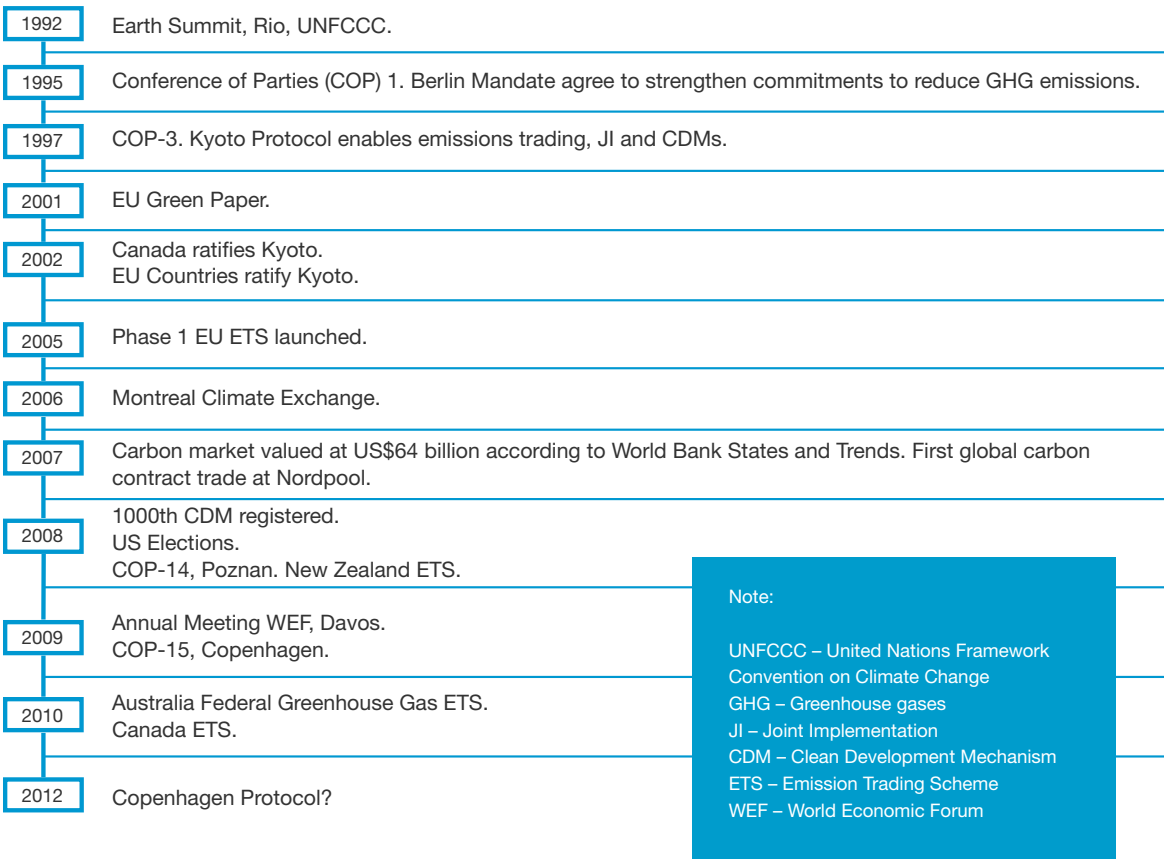 1992
Earth Summit, Rio, UNFCCC.
1995
Conference of Parties (COP) 1. Berlin Mandate agree to strengthen commitments to reduce GHG emissions.
1997
COP-3. Kyoto Protocol enables emissions trading, JI and CDMs.
2001
EU Green Paper.
2002
Canada ratifies Kyoto.
EU Countries ratify Kyoto.
2005
Phase 1 EU ETS launched.
2006
Montreal Climate Exchange.
2007
Carbon market valued at US$64 billion according to World Bank States and Trends. First global carbon
contract trade at Nordpool.
2008
1000th CDM registered.
US Elections.
COP-14, Poznan. New Zealand ETS.
2009
Annual Meeting WEF, Davos.
COP-15, Copenhagen.
2010
Australia Federal Greenhouse Gas ETS.
Canada ETS.
2012
Copenhagen Protocol?
Note:
UNFCCC – United Nations Framework
Convention on Climate Change
GHG – Greenhouse gases
JI – Joint Implementation
CDM – Clean Development Mechanism
ETS – Emission Trading Scheme
WEF – World Economic Forum